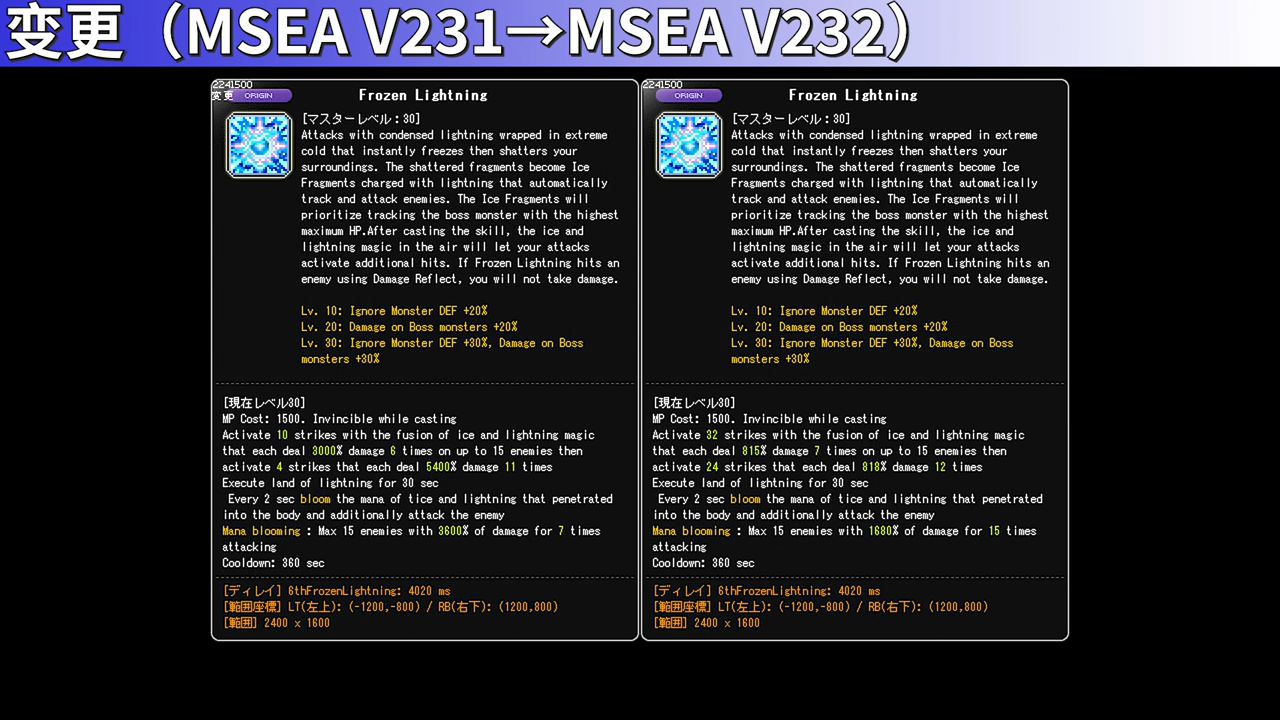 変更（MSEA V231→MSEA V232）
2241500
変更 ORIGIN
Frozen Lightning
[マスターレベル：30]
Attacks with condensed lightning wrapped in extreme
cold that instantly freezes then shatters your
surroundings. The shattered fragments become Ice
Fragments charged with lightning that automatically
track and attack enemies. The Ice Fragments will
prioritize tracking the boss monster with the highest
maximum HP.After casting the skill, the ice and
lightning magic in the air will let your attacks
activate additional hits. If Frozen Lightning hits an
enemy using Damage Reflect, you will not take damage.
Lv. 10: Ignore Monster DEF +20%
Lv. 20: Damage on Boss monsters +20%
Lv. 30: Ignore Monster DEF +30%, Damage on Boss
monsters +30%
[現在レベル30]
MP Cost: 1500. Invincible while casting
Activate 10 strikes with the fusion of ice and lightning magic
that each deal 3000% damage 6 times on up to 15 enemies then
activate 4 strikes that each deal 5400% damage 11 times
Execute land of lightning for 30 sec
Every 2 sec bloom the mana of tice and lightning that penetrated
into the body and additionally attack the enemy
Mana blooming : Max 15 enemies with 3600% of damage for 7 times
attacking
Cooldown: 360 sec
[ディレイ] 6thFrozenLightning: 4020 ms
[範囲座標] LT(左上): (-1200,-800) / RB(右下): (1200,800)
[範囲] 2400 x 1600
2241500
ORIGIN
Frozen Lightning
[マスターレベル：30]
Attacks with condensed lightning wrapped in extreme
cold that instantly freezes then shatters your
surroundings. The shattered fragments become Ice
Fragments charged with lightning that automatically
track and attack enemies. The Ice Fragments will
prioritize tracking the boss monster with the highest
maximum HP.After casting the skill, the ice and
lightning magic in the air will let your attacks
activate additional hits. If Frozen Lightning hits an
enemy using Damage Reflect, you will not take damage.
Lv. 10: Ignore Monster DEF +20%
Lv. 20: Damage on Boss monsters +20%
Lv. 30: Ignore Monster DEF +30%, Damage on Boss
monsters +30%
[現在レベル30]
MP Cost: 1500. Invincible while casting
Activate 32 strikes with the fusion of ice and lightning magic
that each deal 815% damage 7 times on up to 15 enemies then
activate 24 strikes that each deal 818% damage 12 times
Execute land of lightning for 30 sec
Every 2 sec bloom the mana of tice and lightning that penetrated
into the body and additionally attack the enemy
Mana blooming : Max 15 enemies with 1680% of damage for 15 times
attacking
Cooldown: 360 sec
[ディレイ] 6thFrozenLightning: 4020 ms
[範囲座標] LT(左上): (-1200,-800) / RB(右下): (1200,800)
[範囲] 2400 x 1600